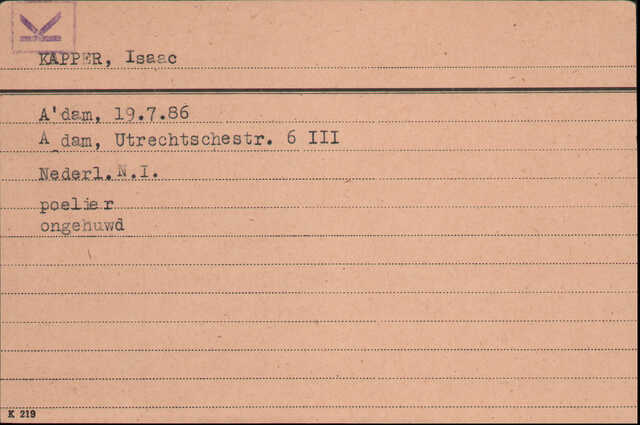 KAPPER, Isaac
A'dam, 19.7.86
A dam, Utrechtschestr. 6 III
Nederl. N.I.
poelier
ongehuwd
K 219